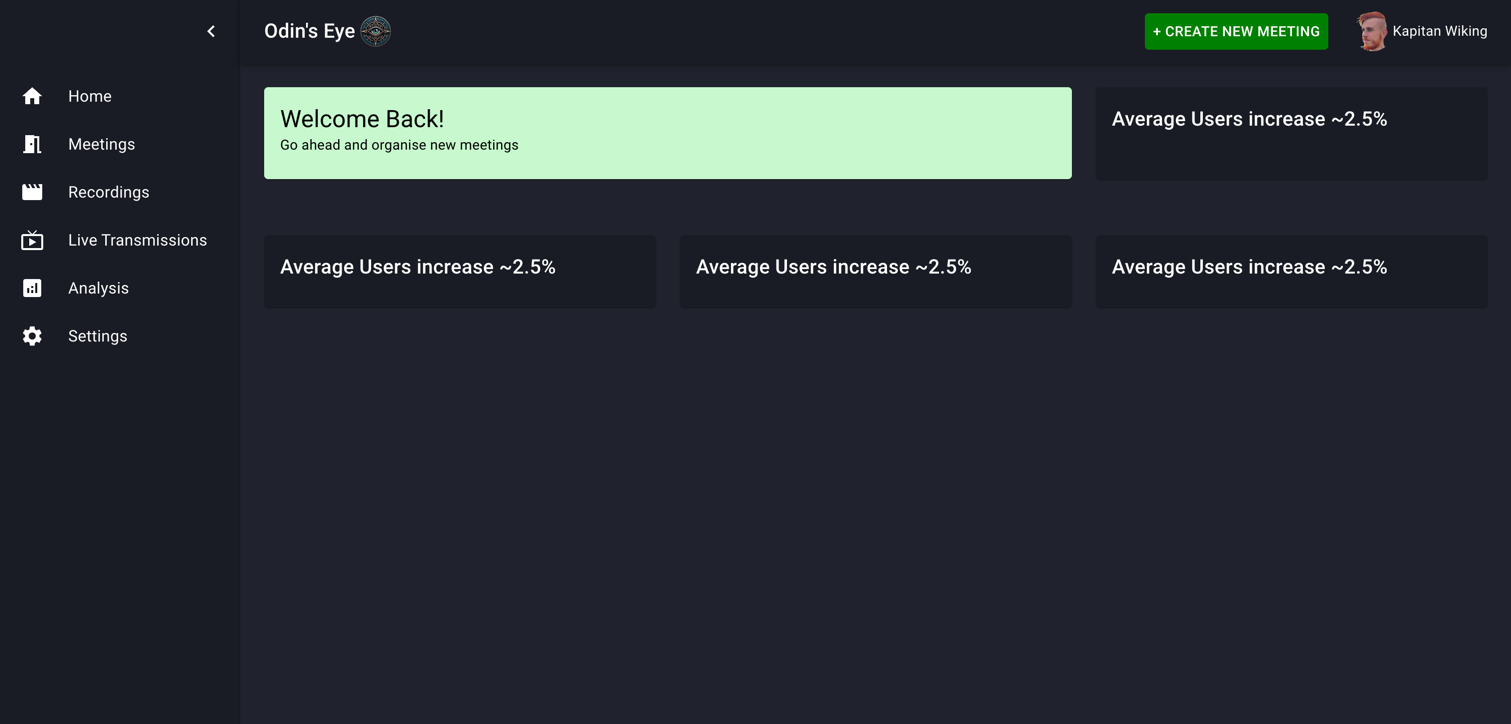 Odin's Eye
+ CREATE NEW MEETING
Kapitan Wiking
Home
Meetings
Recordings
Live Transmissions
Analysis
Settings
Welcome Back!
Go ahead and organise new meetings
Average Users increase ~2.5%
Average Users increase ~2.5%
Average Users increase ~2.5%
Average Users increase ~2.5%